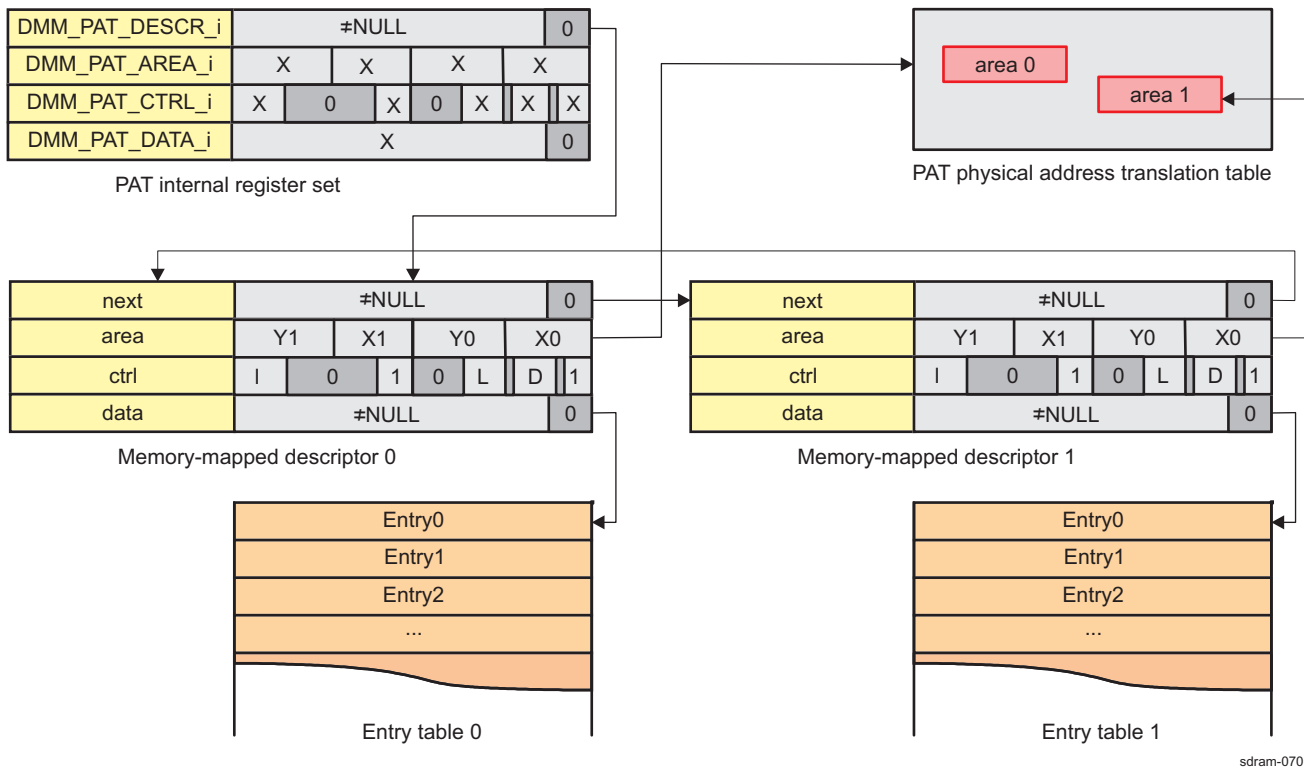 DMM_PAT_DESCR_i ≠NULL 0
DMM_PAT_AREA_i X X X X
DMM_PAT_CTRL_i X 0 X 0 X X X
DMM_PAT_DATA_i X 0
PAT internal register set
area 0
area 1
PAT physical address translation table
next ≠NULL 0
area Y1 X1 Y0 X0
ctrl I 0 1 0 L D 1
data ≠NULL 0
Memory-mapped descriptor 0
next ≠NULL 0
area Y1 X1 Y0 X0
ctrl I 0 1 0 L D 1
data ≠NULL 0
Memory-mapped descriptor 1
Entry0
Entry1
Entry2
...
Entry table 0
Entry0
Entry1
Entry2
...
Entry table 1
sdram-070